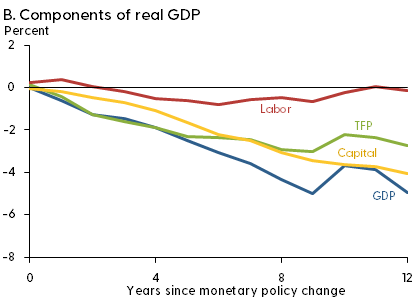 B. Components of real GDP
Percent
2
0
-2
-4
-6
-8
Labor
TFP
Capital
GDP
0 4 8 12
Years since monetary policy change